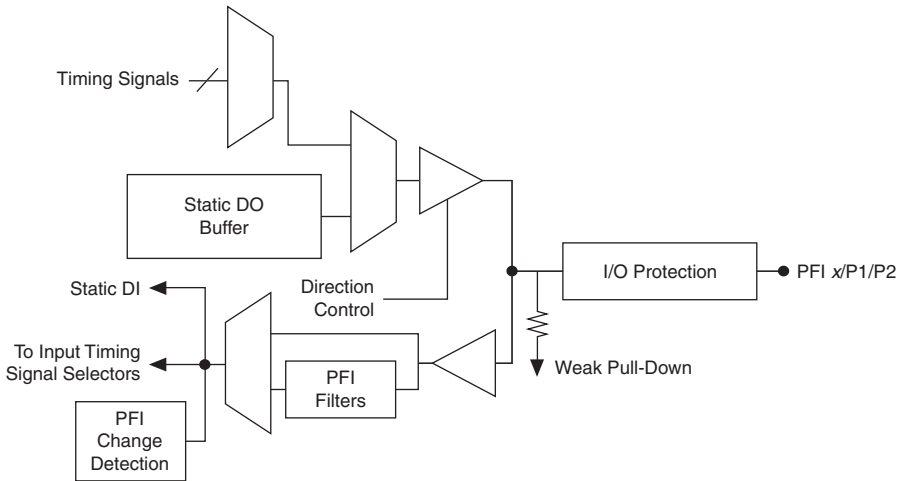 Timing Signals
Static DO
Buffer
I/O Protection
PFI x/P1/P2
Direction
Control
Static DI
To Input Timing
Signal Selectors
Weak Pull-Down
PFI
Filters
PFI
Change
Detection